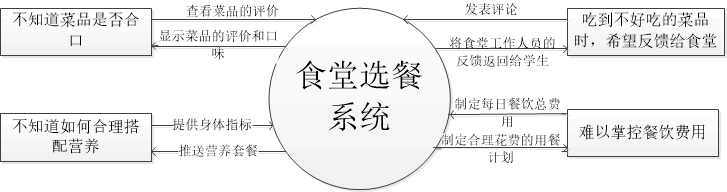 不知道菜品是否合
口
查看菜品的评价
显示菜品的评价和口
味
不知道如何合理搭
配营养
提供身体指标
推送营养套餐
食堂选餐
系统
发表评论
将食堂工作人员的
反馈返回给学生
吃到不好吃的菜品
时，希望反馈给食堂
制定每日餐饮总费
用
制定合理花费的用餐
计划
难以掌控餐饮费用